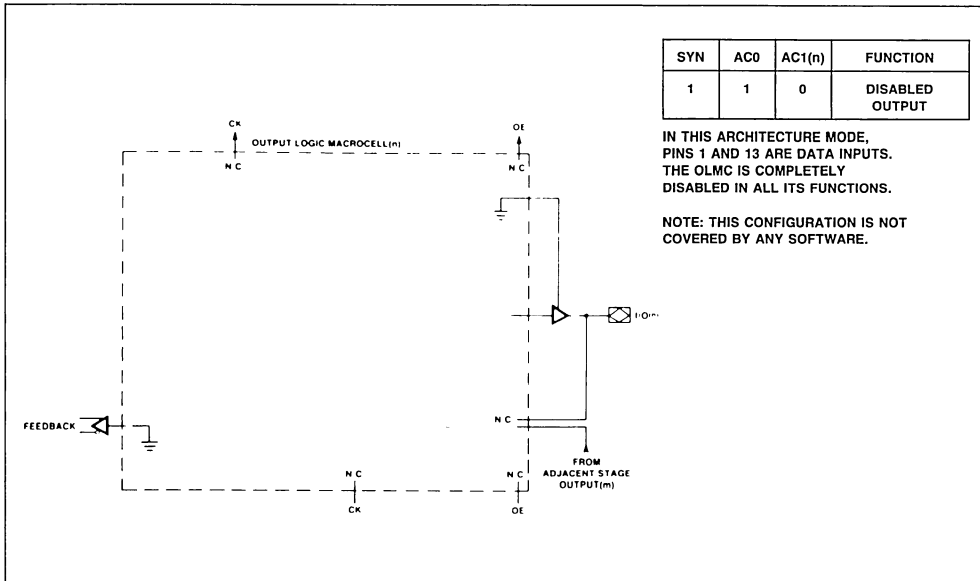 SYN AC0 AC1(n) FUNCTION
1 1 0 DISABLED
OUTPUT
IN THIS ARCHITECTURE MODE,
PINS 1 AND 13 ARE DATA INPUTS.
THE OLMC IS COMPLETELY
DISABLED IN ALL ITS FUNCTIONS.
NOTE: THIS CONFIGURATION IS NOT
COVERED BY ANY SOFTWARE.
CK
OUTPUT LOGIC MACROCELL(n)
OE
NC
NC
I/O(n)
NC
FEEDBACK
FROM
ADJACENT STAGE
OUTPUT(m)
NC
NC
CK
OE